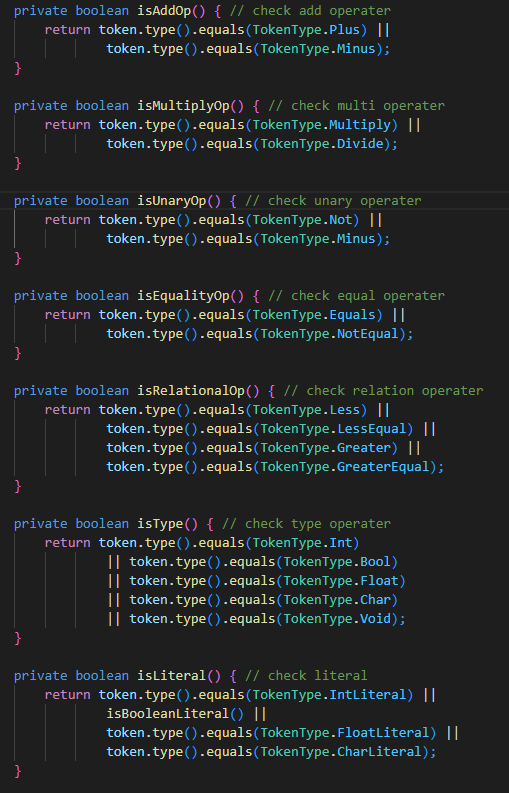 private boolean isAddOp() { // check add operater
    return token.type().equals(TokenType.Plus) ||
            token.type().equals(TokenType.Minus);
}

private boolean isMultiplyOp() { // check multi operater
    return token.type().equals(TokenType.Multiply) ||
            token.type().equals(TokenType.Divide);
}

private boolean isUnaryOp() { // check unary operater
    return token.type().equals(TokenType.Not) ||
            token.type().equals(TokenType.Minus);
}

private boolean isEqualityOp() { // check equal operater
    return token.type().equals(TokenType.Equals) ||
            token.type().equals(TokenType.NotEqual);
}

private boolean isRelationalOp() { // check relation operater
    return token.type().equals(TokenType.Less) ||
            token.type().equals(TokenType.LessEqual) ||
            token.type().equals(TokenType.Greater) ||
            token.type().equals(TokenType.GreaterEqual);
}

private boolean isType() { // check type operater
    return token.type().equals(TokenType.Int)
            || token.type().equals(TokenType.Bool)
            || token.type().equals(TokenType.Float)
            || token.type().equals(TokenType.Char)
            || token.type().equals(TokenType.Void);
}

private boolean isLiteral() { // check literal
    return token.type().equals(TokenType.IntLiteral) ||
            isBooleanLiteral() ||
            token.type().equals(TokenType.FloatLiteral) ||
            token.type().equals(TokenType.CharLiteral);
}